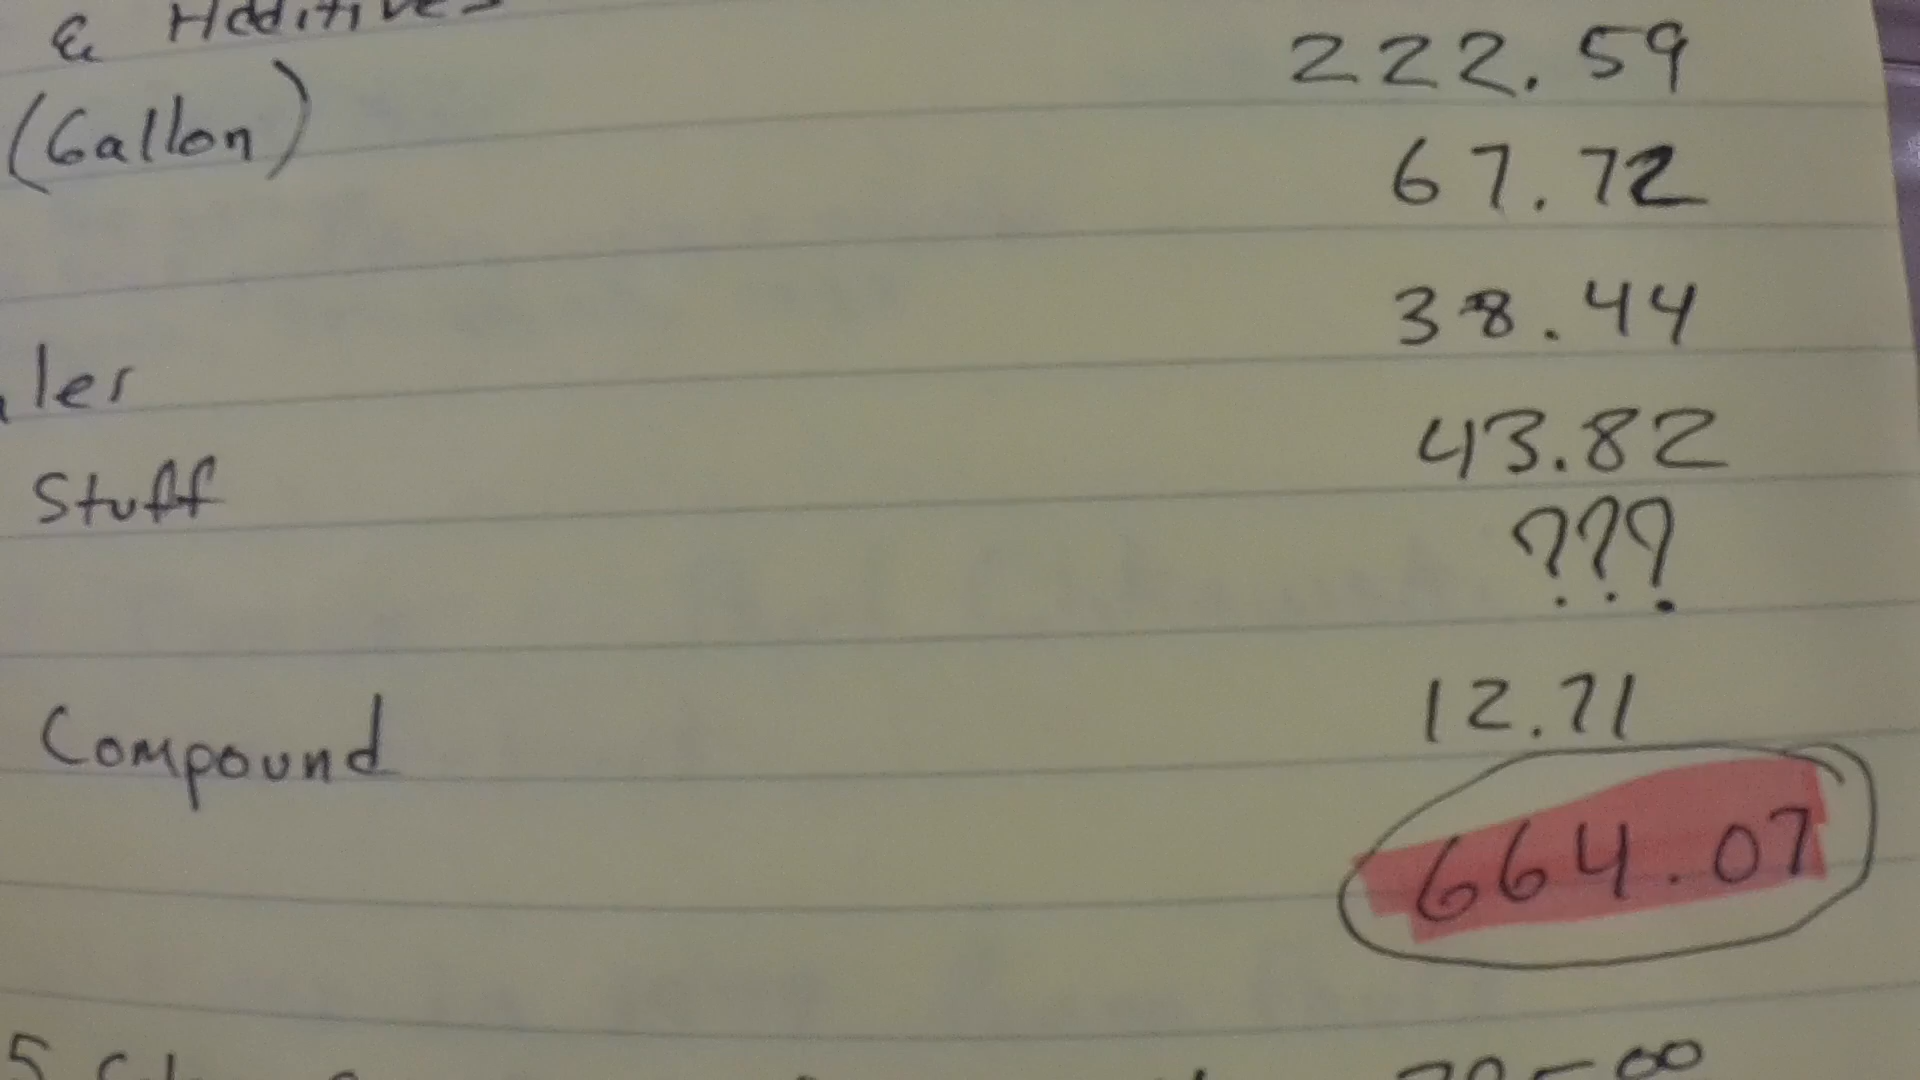 & Additives 222.59
(Gallon) 67.72
38.44
ler 43.82
Stuff ???
Compound 12.71
664.07